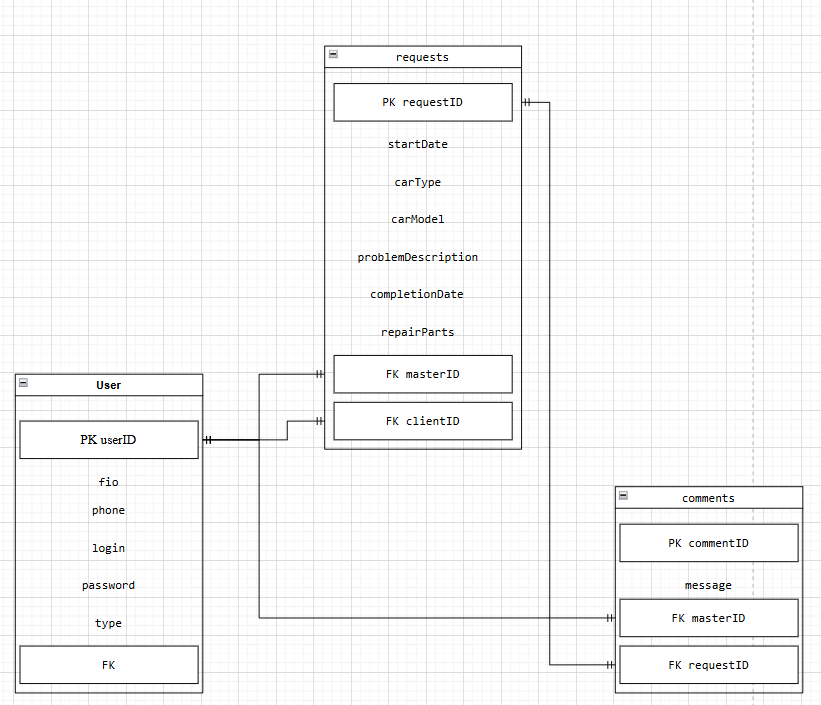 requests
PK requestID
startDate
carType
carModel
problemDescription
completionDate
repairParts
FK masterID
FK clientID
User
PK userID
fio
phone
login
password
type
FK
comments
PK commentID
message
FK masterID
FK requestID